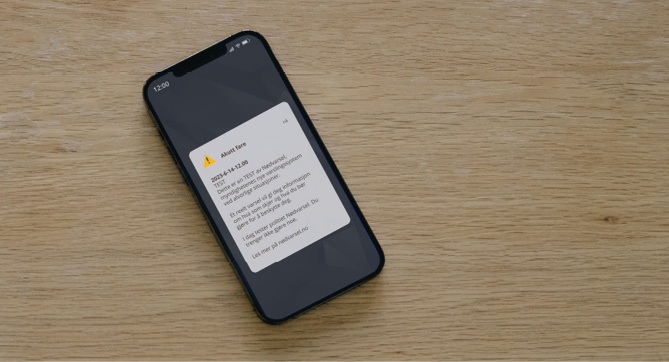 12:00
Akutt fare
2023-6-14-12.00
TEST
Dette er en TEST av Nødvarsel,
myndighetenes nye varslingssystem
ved alvorlige situasjoner.
Et reelt varsel vil gi deg informasjon
om hva som skjer og hva du bør
gjøre for å beskytte deg.
I dag tester politiet Nødvarsel. Du
trenger ikke gjøre noe.
Les mer på nødvarsel.no